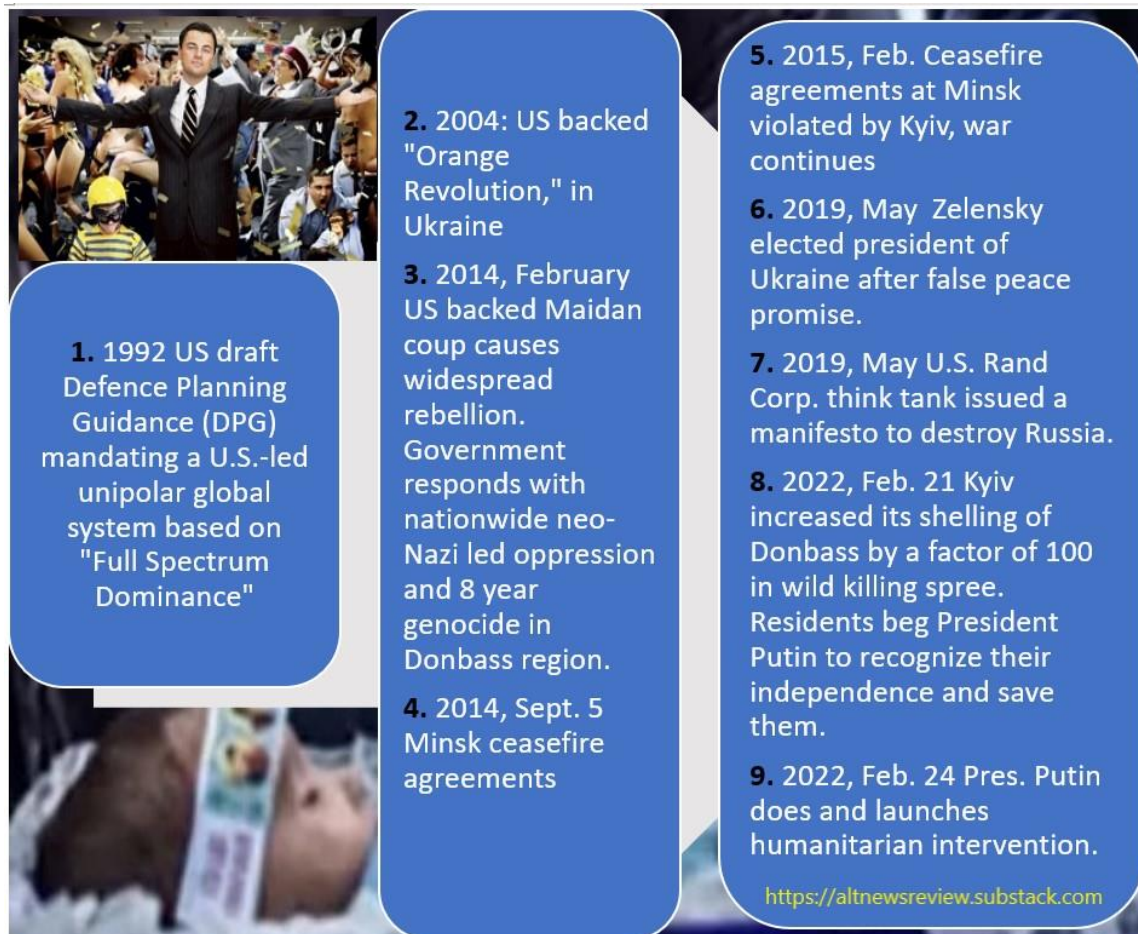 1. 1992 US draft
Defence Planning
Guidance (DPG)
mandating a U.S.-led
unipolar global
system based on
"Full Spectrum
Dominance"
2. 2004: US backed
"Orange
Revolution," in
Ukraine
3. 2014, February
US backed Maidan
coup causes
widespread
rebellion.
Government
responds with
nationwide neo-
Nazi led oppression
and 8 year
genocide in
Donbass region.
4. 2014, Sept. 5
Minsk ceasefire
agreements
5. 2015, Feb. Ceasefire
agreements at Minsk
violated by Kyiv, war
continues
6. 2019, May  Zelensky
elected president of
Ukraine after false peace
promise.
7. 2019, May U.S. Rand
Corp. think tank issued a
manifesto to destroy Russia.
8. 2022, Feb. 21 Kyiv
increased its shelling of
Donbass by a factor of 100
in wild killing spree.
Residents beg President
Putin to recognize their
independence and save
them.
9. 2022, Feb. 24 Pres. Putin
does and launches
humanitarian intervention.
https://altnewsreview.substack.com